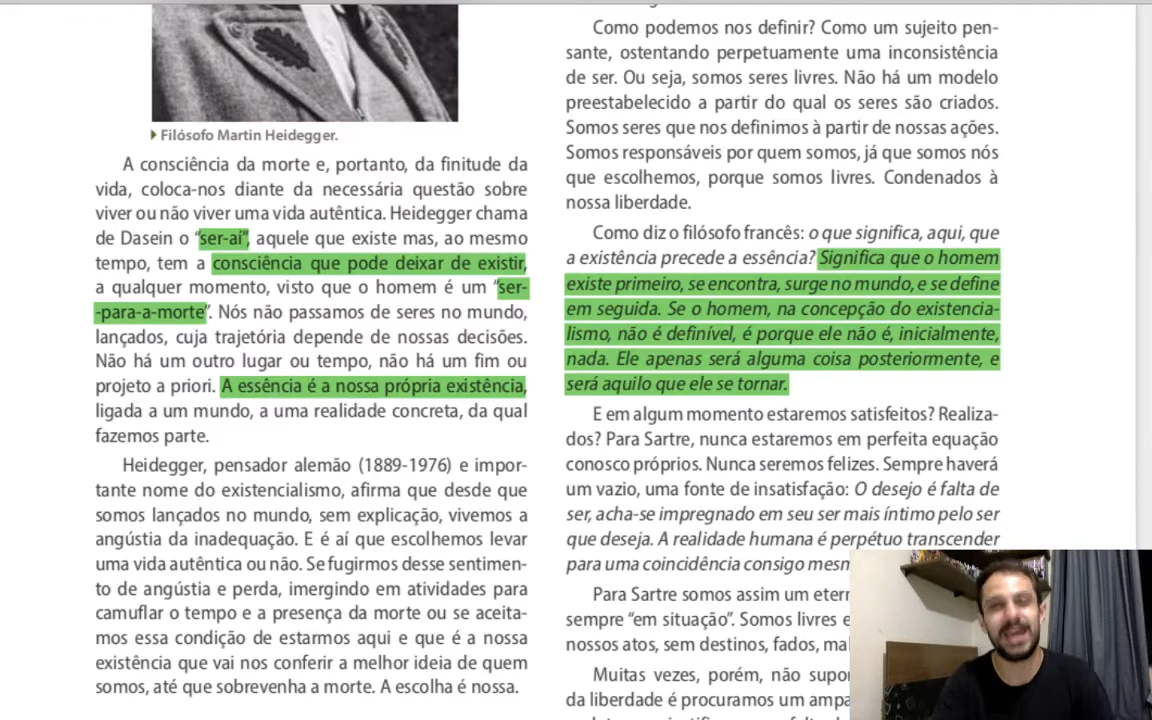 Filósofo Martin Heidegger.
A consciência da morte e, portanto, da finitude da
vida, coloca-nos diante da necessária questão sobre
viver ou não viver uma vida autêntica. Heidegger chama
de Dasein o “ser-aí”, aquele que existe mas, ao mesmo
tempo, tem a consciência que pode deixar de existir,
a qualquer momento, visto que o homem é um “ser-
-para-a-morte”. Nós não passamos de seres no mundo,
lançados, cuja trajetória depende de nossas decisões.
Não há um outro lugar ou tempo, não há um fim ou
projeto a priori. A essência é a nossa própria existência,
ligada a um mundo, a uma realidade concreta, da qual
fazemos parte.
Heidegger, pensador alemão (1889-1976) e impor-
tante nome do existencialismo, afirma que desde que
somos lançados no mundo, sem explicação, vivemos a
angústia da inadequação. E é aí que escolhemos levar
uma vida autêntica ou não. Se fugirmos desse sentimen-
to de angústia e perda, imergindo em atividades para
camuflar o tempo e a presença da morte ou se aceita-
mos essa condição de estarmos aqui e que é a nossa
existência que vai nos conferir a melhor ideia de quem
somos, até que sobrevenha a morte. A escolha é nossa.
Como podemos nos definir? Como um sujeito pen-
sante, ostentando perpetuamente uma inconsistência
de ser. Ou seja, somos seres livres. Não há um modelo
preestabelecido a partir do qual os seres são criados.
Somos seres que nos definimos à partir de nossas ações.
Somos responsáveis por quem somos, já que somos nós
que escolhemos, porque somos livres. Condenados à
nossa liberdade.
Como diz o filósofo francês: o que significa, aqui, que
a existência precede a essência? Significa que o homem
existe primeiro, se encontra, surge no mundo, e se define
em seguida. Se o homem, na concepção do existencia-
lismo, não é definível, é porque ele não é, inicialmente,
nada. Ele apenas será alguma coisa posteriormente, e
será aquilo que ele se tornar.
E em algum momento estaremos satisfeitos? Realiza-
dos? Para Sartre, nunca estaremos em perfeita equação
conosco próprios. Nunca seremos felizes. Sempre haverá
um vazio, uma fonte de insatisfação: O desejo é falta de
ser, acha-se impregnado em seu ser mais íntimo pelo ser
que deseja. A realidade humana é perpétuo transcender
para uma coincidência consigo
Para Sartre somos assim um
sempre “em situação”. Somos livres
nossos atos, sem destinos, fados,
Muitas vezes, porém, não
da liberdade é procuramos um